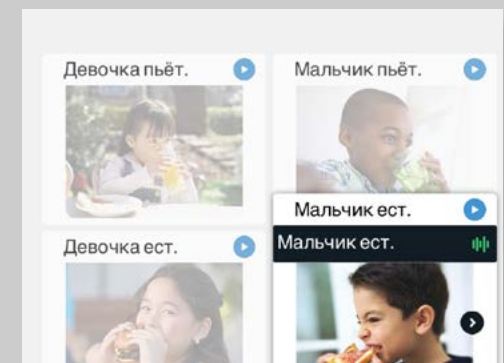 Девочка пьёт.
Мальчик пьёт.
Девочка ест.
Мальчик ест.
Мальчик ест.